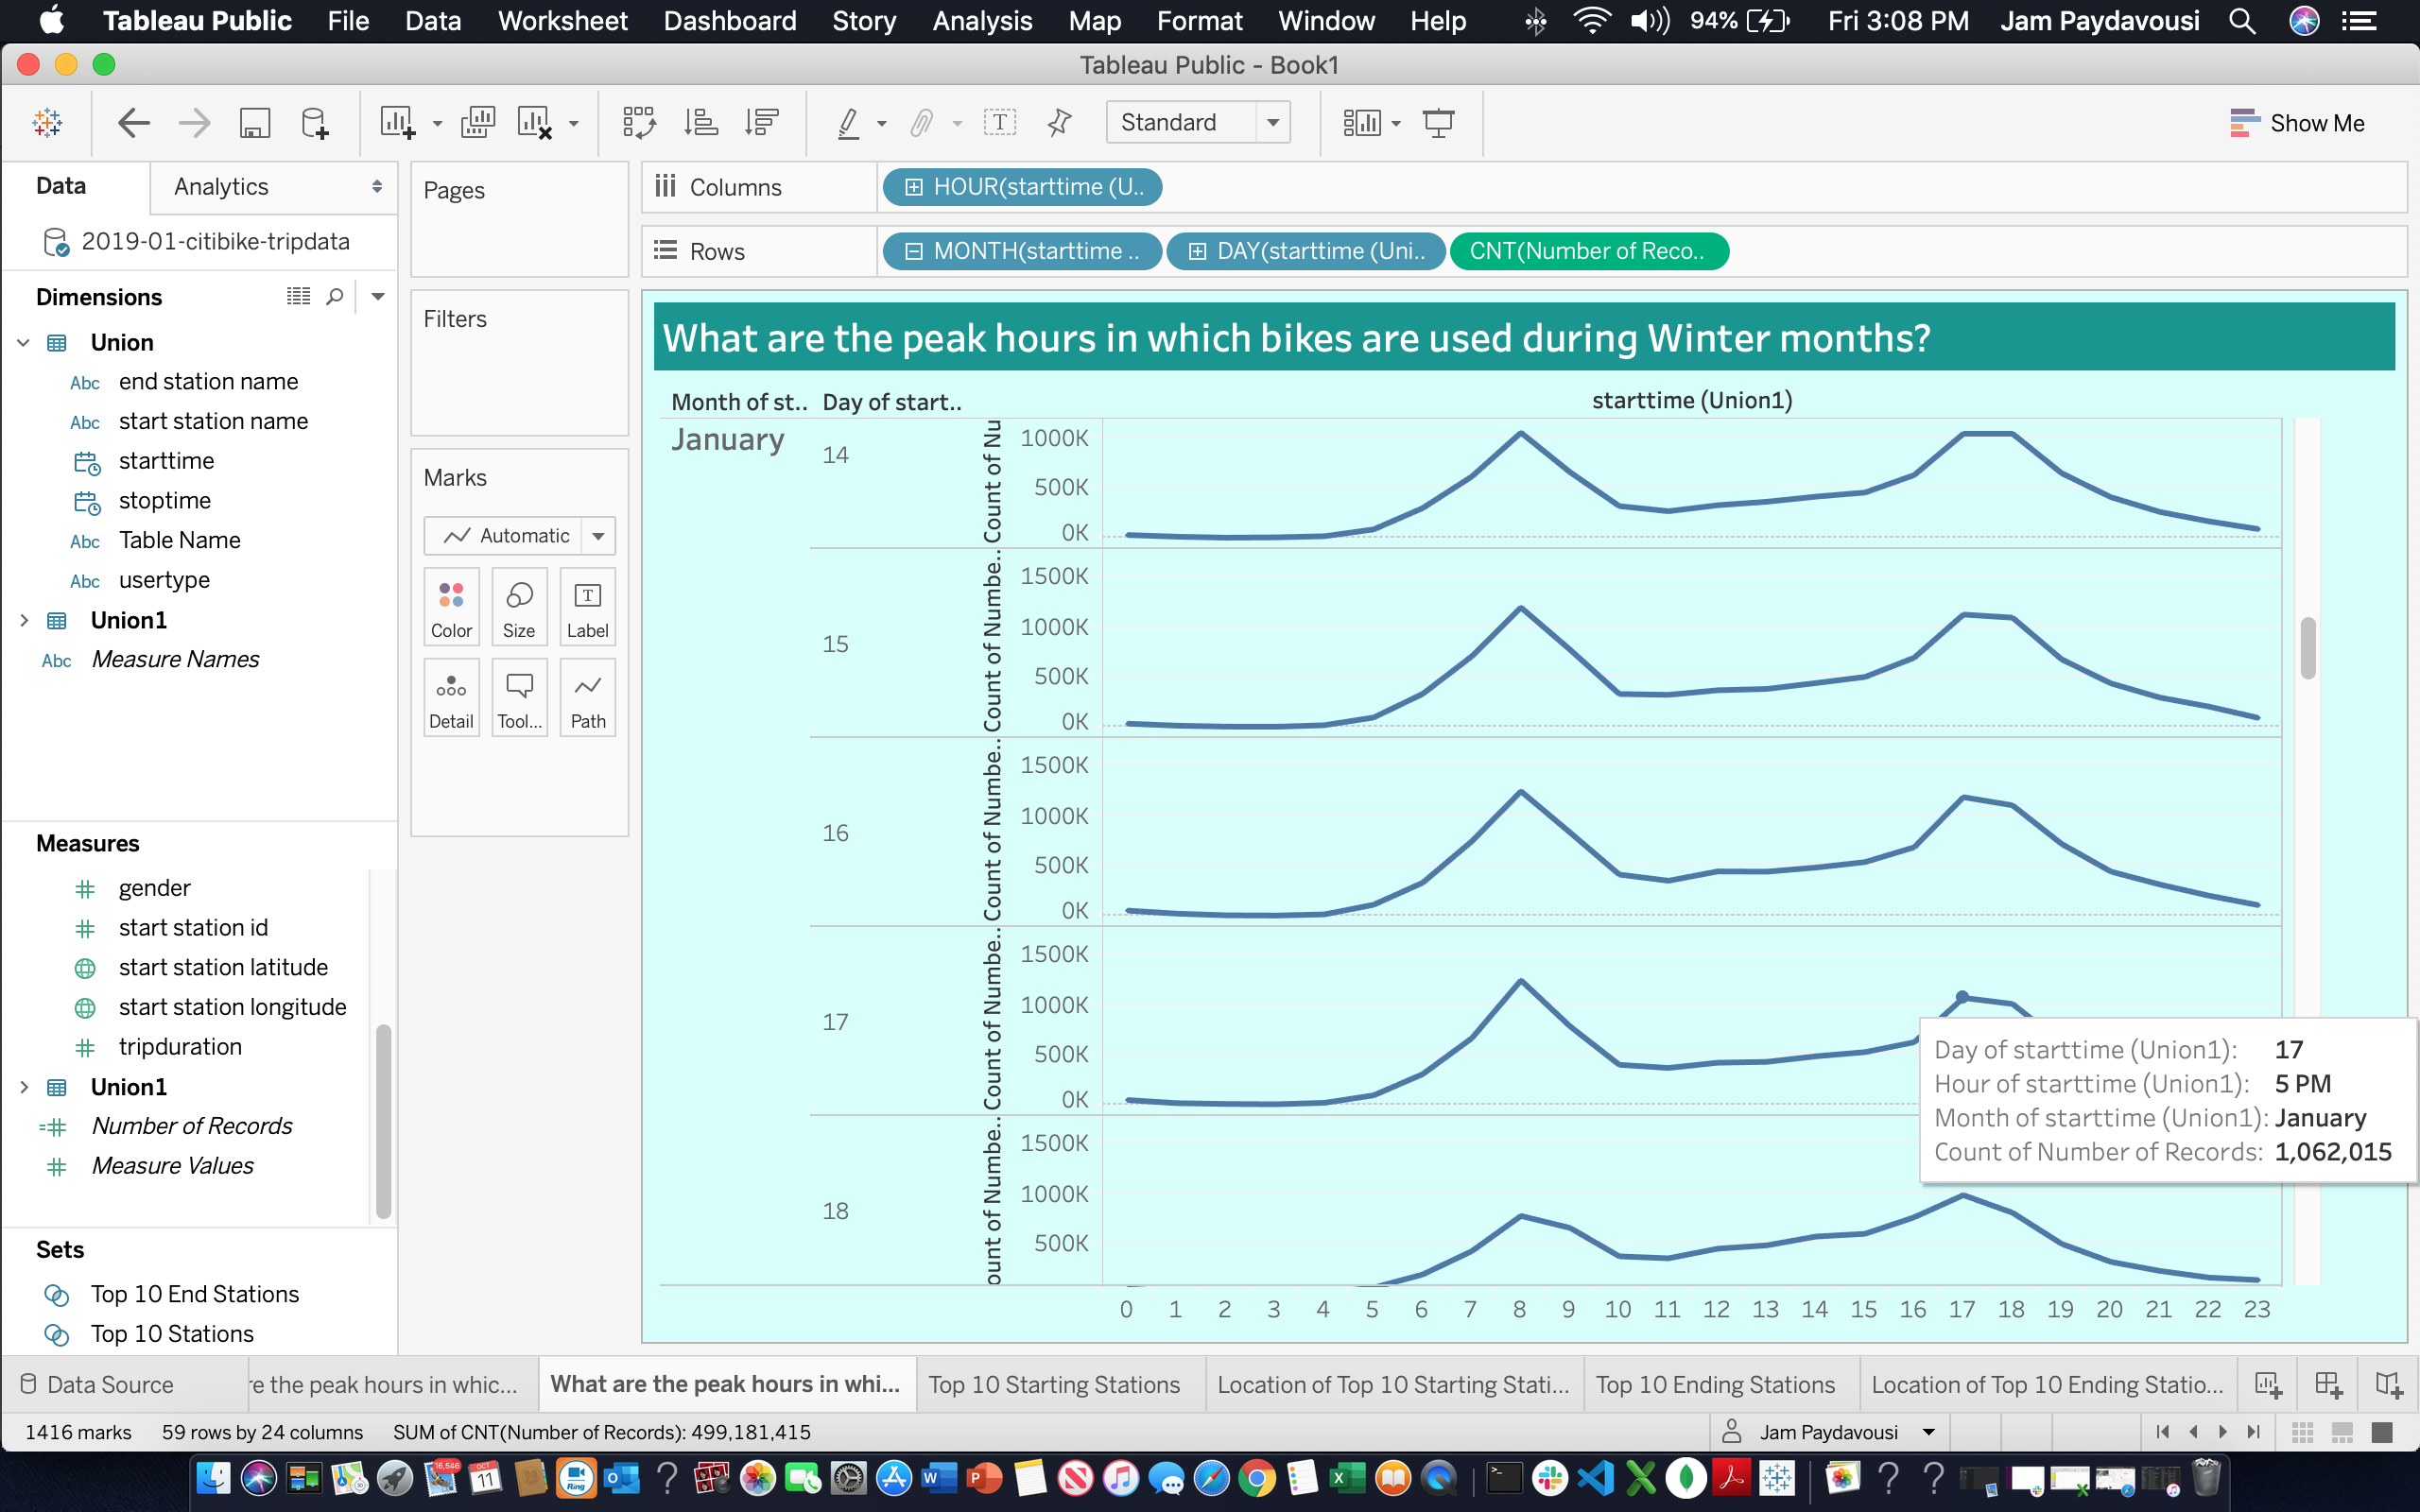 Tableau Public File Data Worksheet Dashboard Story Analysis Map Format Window Help 94% Fri 3:08 PM Jam Paydavousi
Tableau Public - Book1
Standard
Show Me
Data Analytics
2019-01-citibike-tripdata
Dimensions
Union
Abc end station name
Abc start station name
starttime
stoptime
Abc Table Name
Abc usertype
Union1
Abc Measure Names
Measures
gender
start station id
start station latitude
start station longitude
tripduration
Union1
Number of Records
Measure Values
Sets
Top 10 End Stations
Top 10 Stations
Pages
Filters
Marks
Automatic
Color Size Label
Detail Tool... Path
Columns HOUR(starttime (U..
Rows MONTH(starttime .. DAY(starttime (Uni.. CNT(Number of Reco..
What are the peak hours in which bikes are used during Winter months?
Month of st.. Day of start.. starttime (Union1)
January
14
Count of Nu
1000K
500K
0K
15
Count of Numbe..
1500K
1000K
500K
0K
16
Count of Numbe..
1500K
1000K
500K
0K
17
Count of Numbe..
1500K
1000K
500K
0K
18
ount of Numbe..
1500K
1000K
500K
Day of starttime (Union1): 17
Hour of starttime (Union1): 5 PM
Month of starttime (Union1): January
Count of Number of Records: 1,062,015
0 1 2 3 4 5 6 7 8 9 10 11 12 13 14 15 16 17 18 19 20 21 22 23
Data Source re the peak hours in whic... What are the peak hours in whi... Top 10 Starting Stations Location of Top 10 Starting Stati... Top 10 Ending Stations Location of Top 10 Ending Statio...
1416 marks 59 rows by 24 columns SUM of CNT(Number of Records): 499,181,415 Jam Paydavousi
16,546
OCT
11
Ring